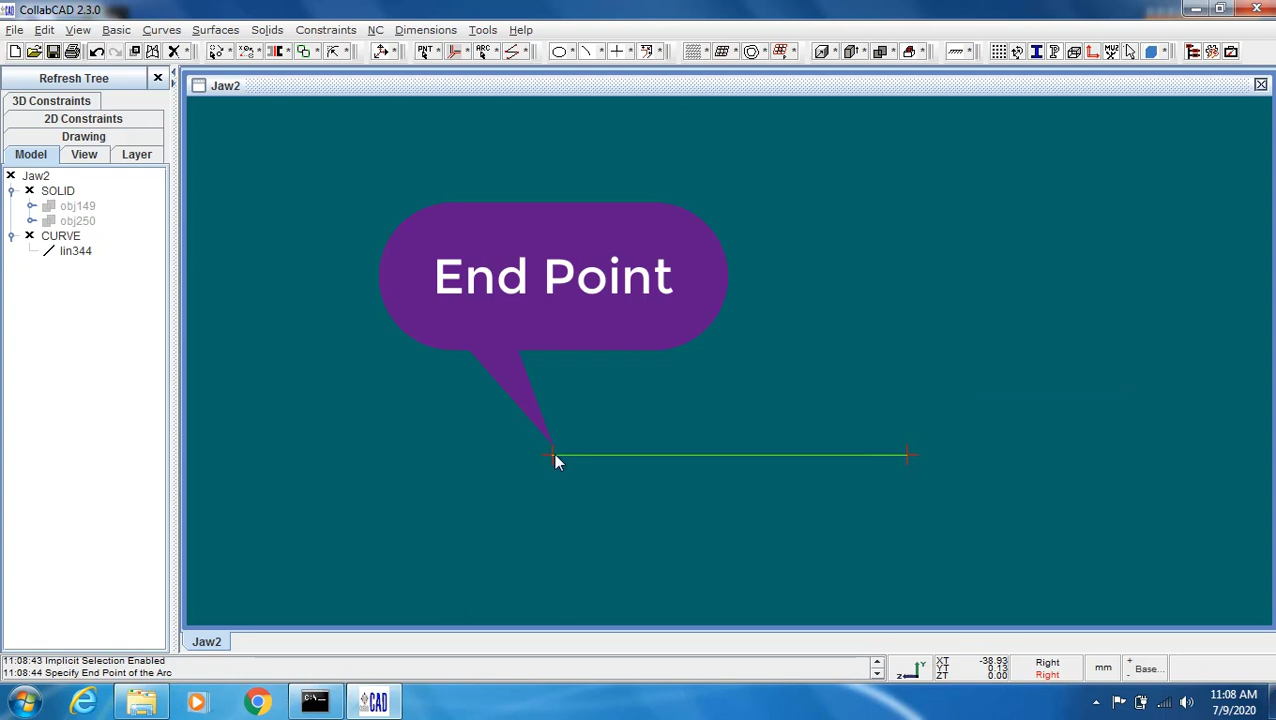 CollabCAD 2.3.0
File Edit View Basic Curves Surfaces Solids Constraints NC Dimensions Tools Help
PNT ARC
Refresh Tree
Jaw2
3D Constraints
2D Constraints
Drawing
Model View Layer
Jaw2
SOLID
obj149
obj250
CURVE
lin344
End Point
Jaw2
11:08:43 Implicit Selection Enabled
11:08:44 Specify End Point of the Arc
XT -38.93
YT 0.13
ZT 0.00
Right
Right
mm
+
Base...
-
Y
Z
CAD
11:08 AM
7/9/2020